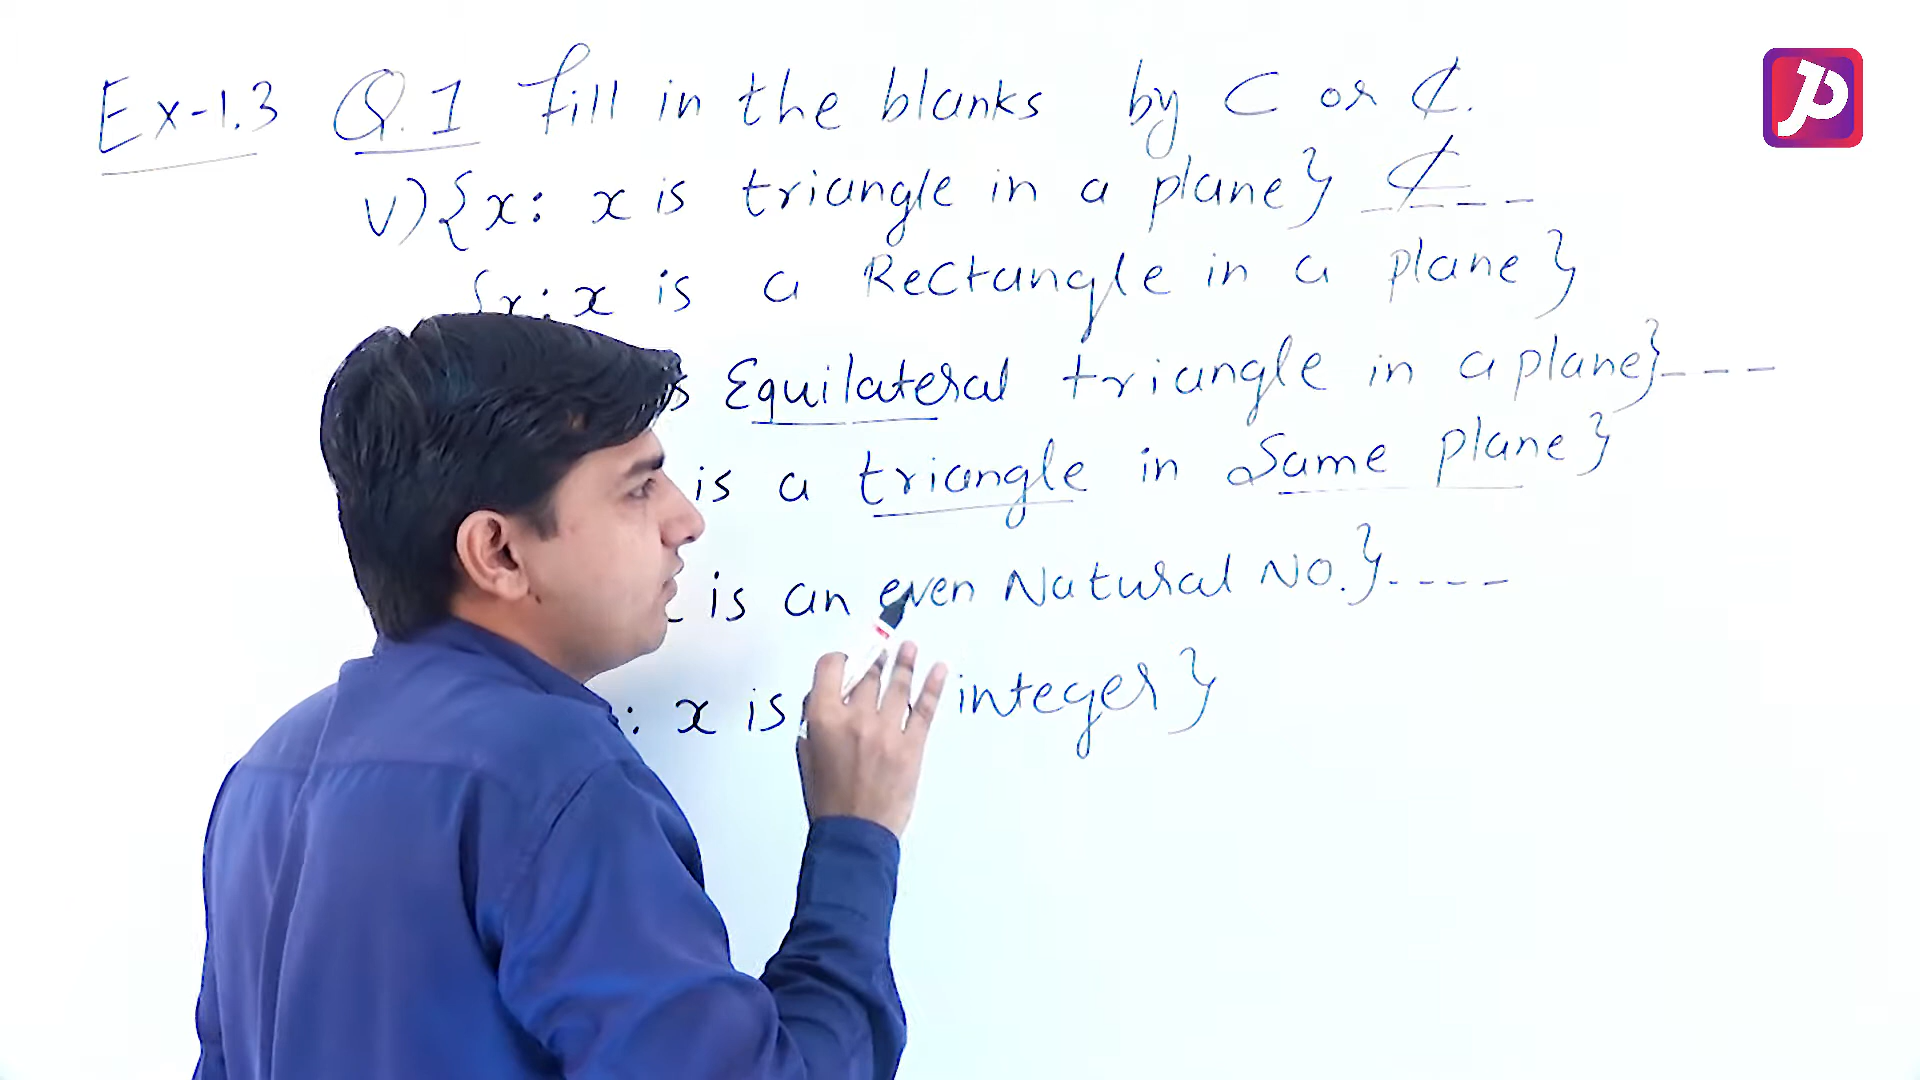 Ex-1.3 Q.1 fill in the blanks by ⊂ or ⊄.
v) {x: x is triangle in a plane} ⊄ ----
{x: x is a Rectangle in a plane}
Equilateral triangle in a plane} ---
is a triangle in Same plane}
is an even Natural No.} ----
: x is integer}